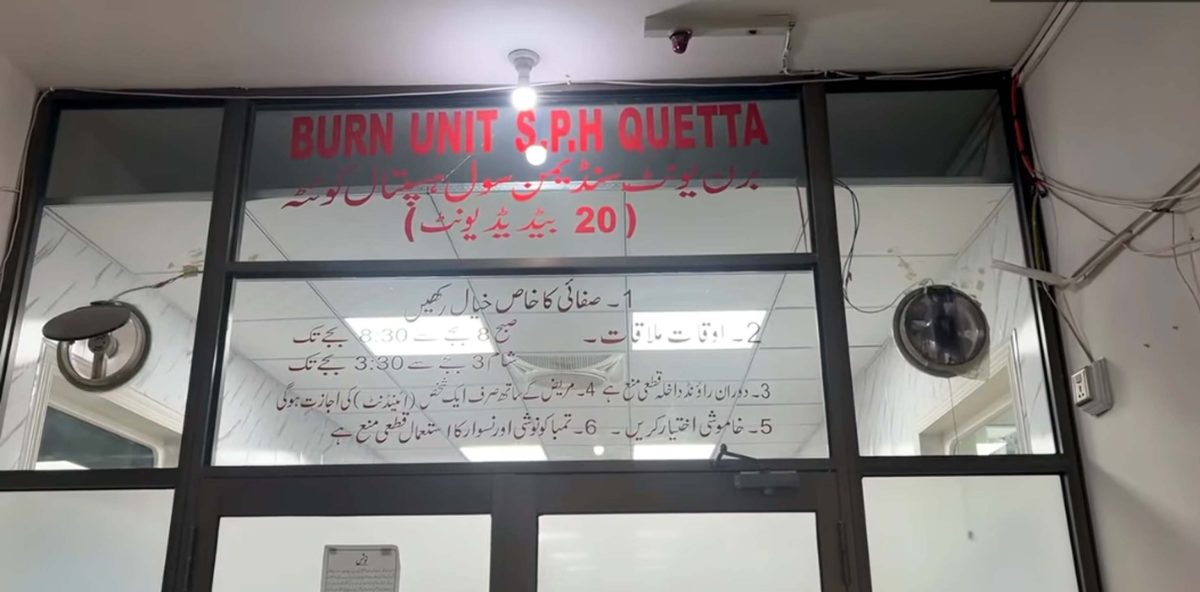 BURN UNIT S.P.H QUETTA
برن یونٹ سنڈیمن سول ہسپتال کوئٹہ
(20 بیڈیڈ یونٹ)
1۔ صفائی کا خاص خیال رکھیں
2۔ اوقات ملاقات۔ صبح 8 بجے سے 8:30 بجے تک
شام 3 بجے سے 3:30 بجے تک
3۔ دوران راؤنڈ داخلہ قطعی منع ہے 4۔ مریض کے ساتھ صرف ایک شخص (اٹینڈنٹ) کی اجازت ہوگی
5۔ خاموشی اختیار کریں۔ 6۔ تمباکو نوشی اور نسوار کا استعمال قطعی منع ہے
نوٹس